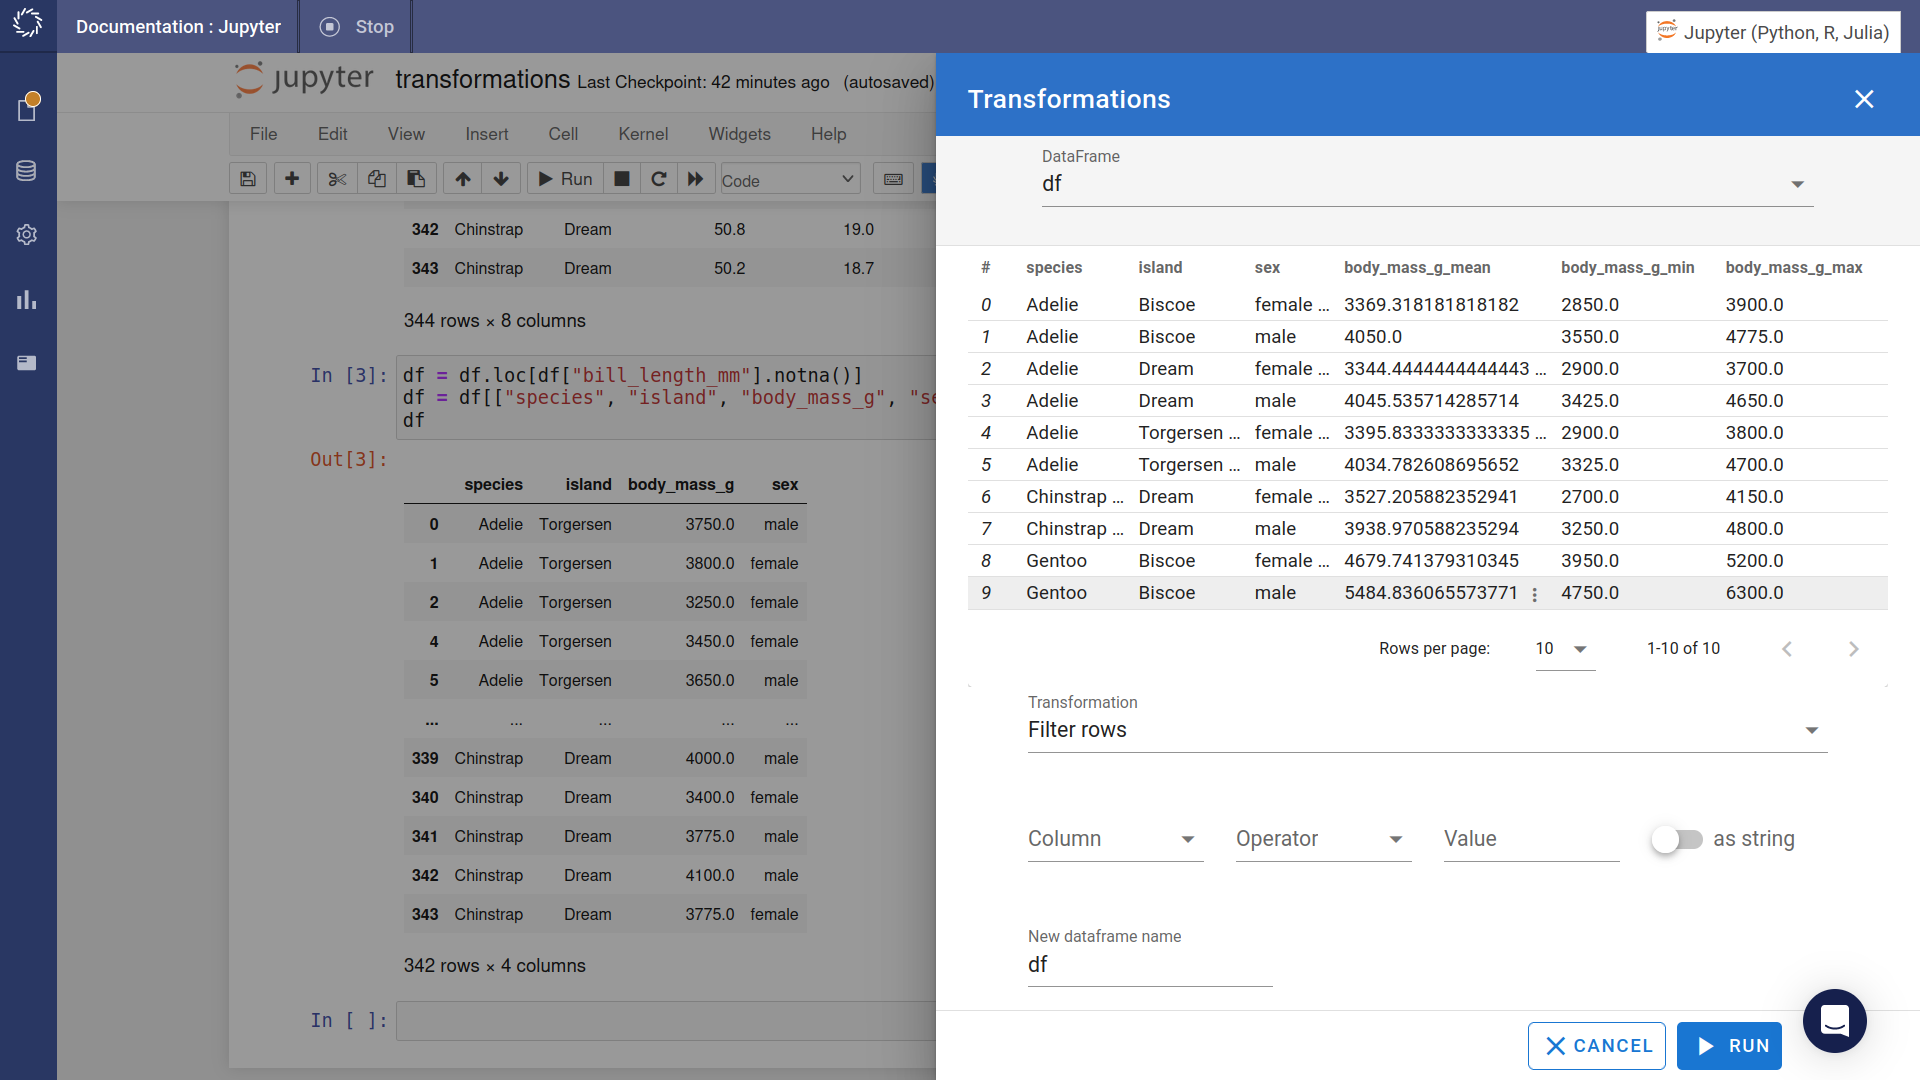 Documentation : Jupyter
Stop
Jupyter (Python, R, Julia)
jupyter transformations Last Checkpoint: 42 minutes ago (autosaved)
File Edit View Insert Cell Kernel Widgets Help
Run
Code
342 Chinstrap Dream 50.8 19.0
343 Chinstrap Dream 50.2 18.7
344 rows × 8 columns
In [3]:
df = df.loc[df["bill_length_mm"].notna()]
df = df[["species", "island", "body_mass_g", "se
df
Out[3]:
species island body_mass_g sex
0 Adelie Torgersen 3750.0 male
1 Adelie Torgersen 3800.0 female
2 Adelie Torgersen 3250.0 female
4 Adelie Torgersen 3450.0 female
5 Adelie Torgersen 3650.0 male
... ... ... ... ...
339 Chinstrap Dream 4000.0 male
340 Chinstrap Dream 3400.0 female
341 Chinstrap Dream 3775.0 male
342 Chinstrap Dream 4100.0 male
343 Chinstrap Dream 3775.0 female
342 rows × 4 columns
In [ ]:
Transformations
DataFrame
df
# species island sex body_mass_g_mean body_mass_g_min body_mass_g_max
0 Adelie Biscoe female ... 3369.318181818182 2850.0 3900.0
1 Adelie Biscoe male 4050.0 3550.0 4775.0
2 Adelie Dream female ... 3344.4444444444443 ... 2900.0 3700.0
3 Adelie Dream male 4045.535714285714 3425.0 4650.0
4 Adelie Torgersen ... female ... 3395.8333333333335 ... 2900.0 3800.0
5 Adelie Torgersen ... male 4034.782608695652 3325.0 4700.0
6 Chinstrap ... Dream female ... 3527.205882352941 2700.0 4150.0
7 Chinstrap ... Dream male 3938.970588235294 3250.0 4800.0
8 Gentoo Biscoe female ... 4679.741379310345 3950.0 5200.0
9 Gentoo Biscoe male 5484.836065573771 4750.0 6300.0
Rows per page: 10 1-10 of 10
Transformation
Filter rows
Column Operator Value as string
New dataframe name
df
CANCEL RUN